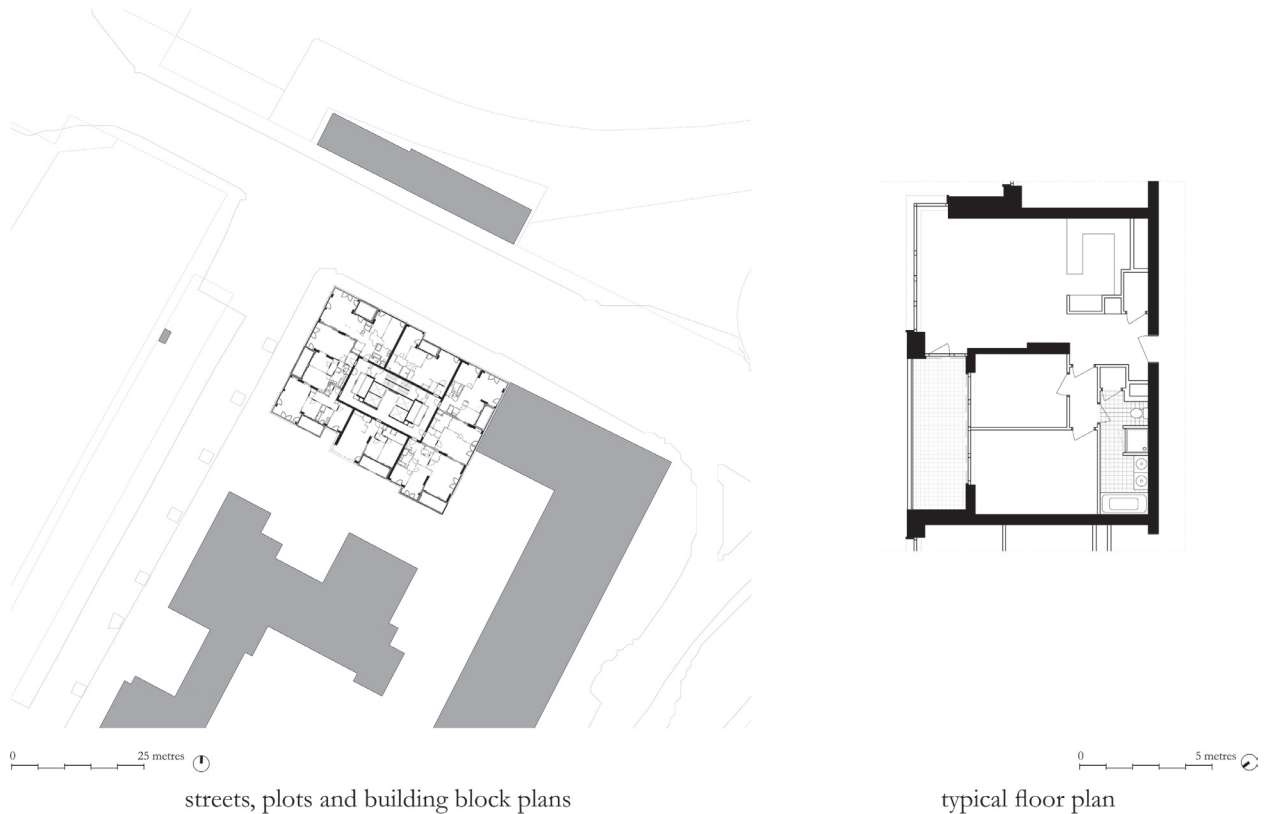 0 25 metres
streets, plots and building block plans
0 5 metres
typical floor plan